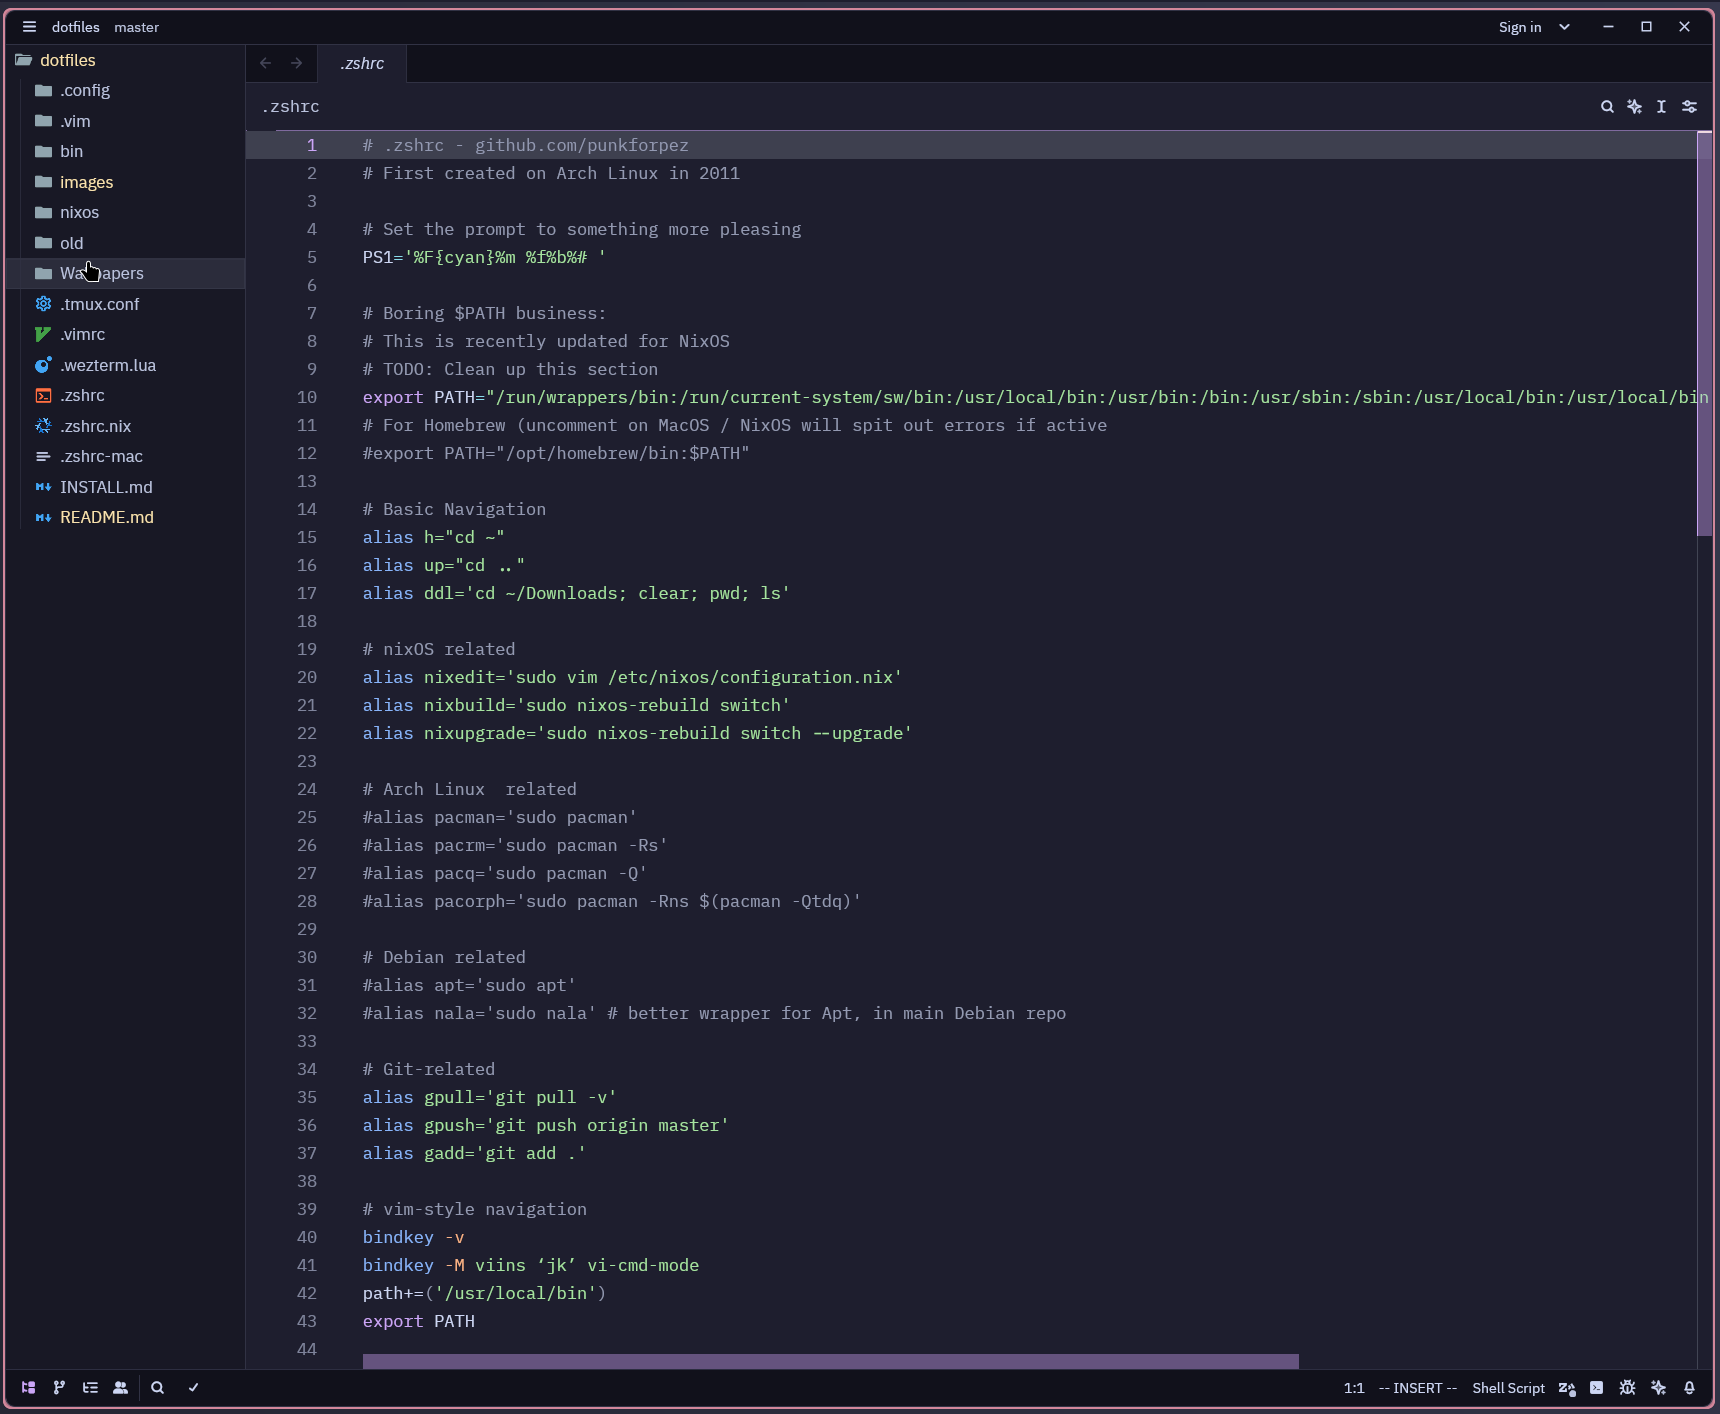 dotfiles master Sign in
dotfiles
.config
.vim
bin
images
nixos
old
.tmux.conf
.vimrc
.wezterm.lua
.zshrc
.zshrc.nix
.zshrc-mac
INSTALL.md
README.md
.zshrc
.zshrc
1 # .zshrc - github.com/punkforpez
2 # First created on Arch Linux in 2011
3
4 # Set the prompt to something more pleasing
5 PS1='%F{cyan}%m %f%b%# '
6
7 # Boring $PATH business:
8 # This is recently updated for NixOS
9 # TODO: Clean up this section
10 export PATH="/run/wrappers/bin:/run/current-system/sw/bin:/usr/local/bin:/usr/bin:/bin:/usr/sbin:/sbin:/usr/local/bin:/usr/local/bin
11 # For Homebrew (uncomment on MacOS / NixOS will spit out errors if active
12 #export PATH="/opt/homebrew/bin:$PATH"
13
14 # Basic Navigation
15 alias h="cd ~"
16 alias up="cd .."
17 alias ddl='cd ~/Downloads; clear; pwd; ls'
18
19 # nixOS related
20 alias nixedit='sudo vim /etc/nixos/configuration.nix'
21 alias nixbuild='sudo nixos-rebuild switch'
22 alias nixupgrade='sudo nixos-rebuild switch --upgrade'
23
24 # Arch Linux  related
25 #alias pacman='sudo pacman'
26 #alias pacrm='sudo pacman -Rs'
27 #alias pacq='sudo pacman -Q'
28 #alias pacorph='sudo pacman -Rns $(pacman -Qtdq)'
29
30 # Debian related
31 #alias apt='sudo apt'
32 #alias nala='sudo nala' # better wrapper for Apt, in main Debian repo
33
34 # Git-related
35 alias gpull='git pull -v'
36 alias gpush='git push origin master'
37 alias gadd='git add .'
38
39 # vim-style navigation
40 bindkey -v
41 bindkey -M viins ‘jk’ vi-cmd-mode
42 path+=('/usr/local/bin')
43 export PATH
44
1:1 -- INSERT -- Shell Script